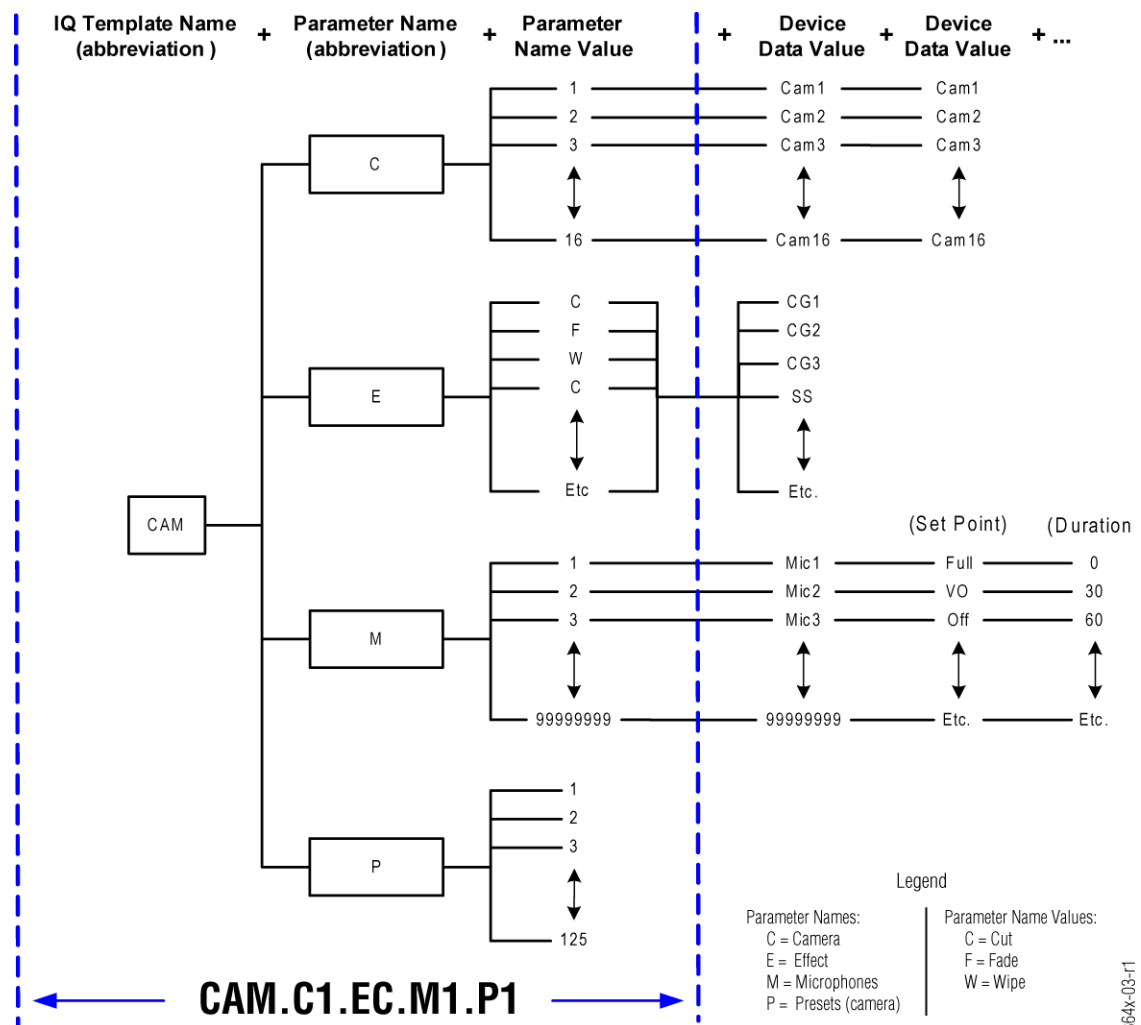 IQ Template Name + Parameter Name + Parameter + Device + Device + ...
(abbreviation ) (abbreviation ) Name Value Data Value Data Value
1 Cam1 Cam1
2 Cam2 Cam2
3 Cam3 Cam3
C
16 Cam16 Cam16
C CG1
F CG2
W CG3
C SS
E
Etc Etc.
CAM
(Set Point) (Duration
1 Mic1 Full 0
2 Mic2 VO 30
3 Mic3 Off 60
M
99999999 99999999 Etc. Etc.
1
2
3
P
125
Legend
Parameter Names: Parameter Name Values:
C = Camera C = Cut
E = Effect F = Fade
M = Microphones W = Wipe
P = Presets (camera)
CAM.C1.EC.M1.P1
64x-03-r1